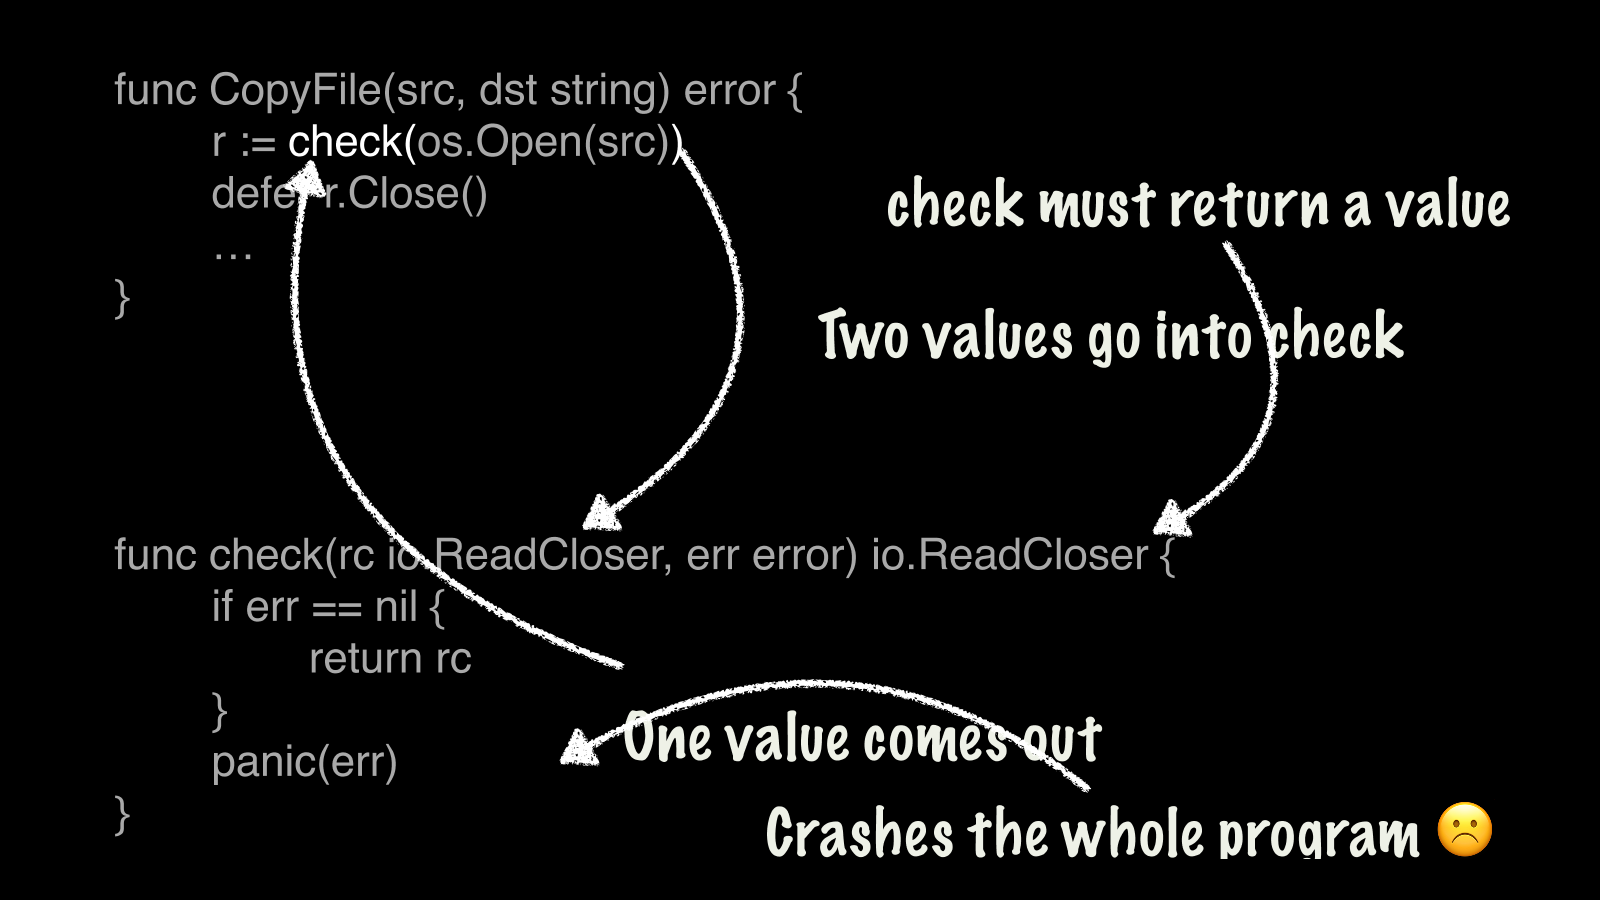 func CopyFile(src, dst string) error {
r := check(os.Open(src))
defer r.Close()
…
}
check must return a value
Two values go into check
func check(rc io.ReadCloser, err error) io.ReadCloser {
if err == nil {
return rc
}
panic(err)
}
One value comes out
Crashes the whole program ☹️